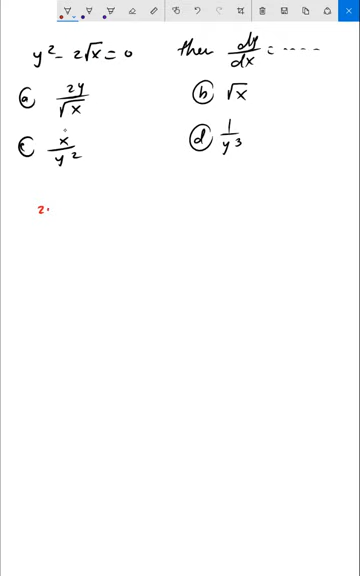 y² - 2√x = 0 then dy/dx = ----
ⓐ 2y/√x ⓑ √x
ⓒ x/y² ⓓ 1/y³
2.